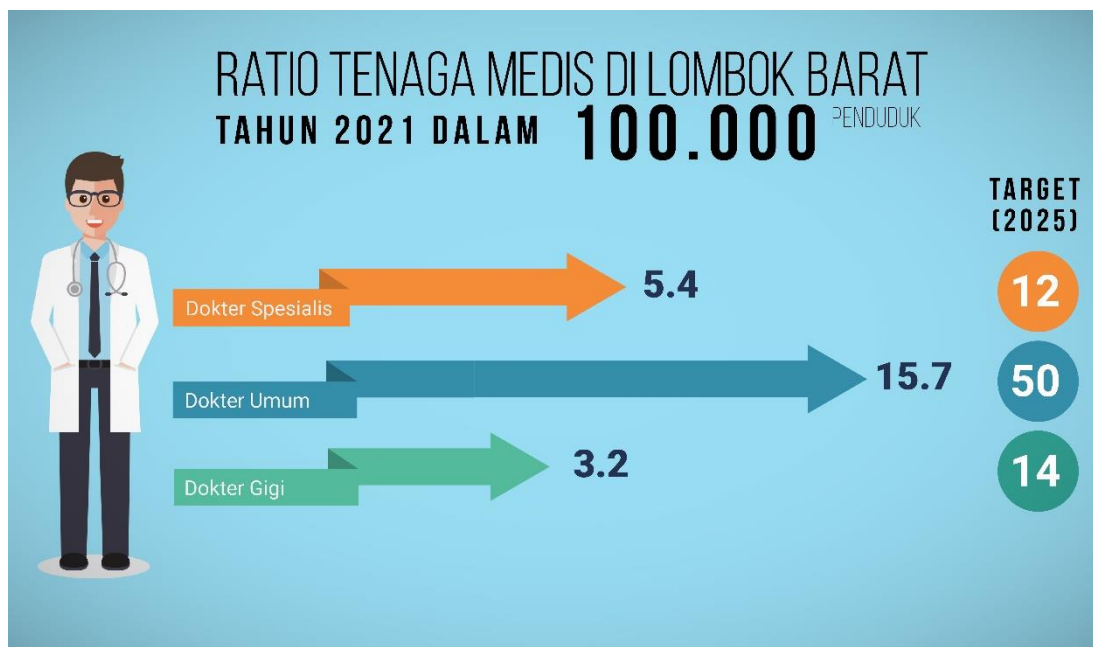 RATIO TENAGA MEDIS DI LOMBOK BARAT
TAHUN 2021 DALAM 100.000 PENDUDUK
TARGET
(2025)
Dokter Spesialis 5.4 12
Dokter Umum 15.7 50
Dokter Gigi 3.2 14